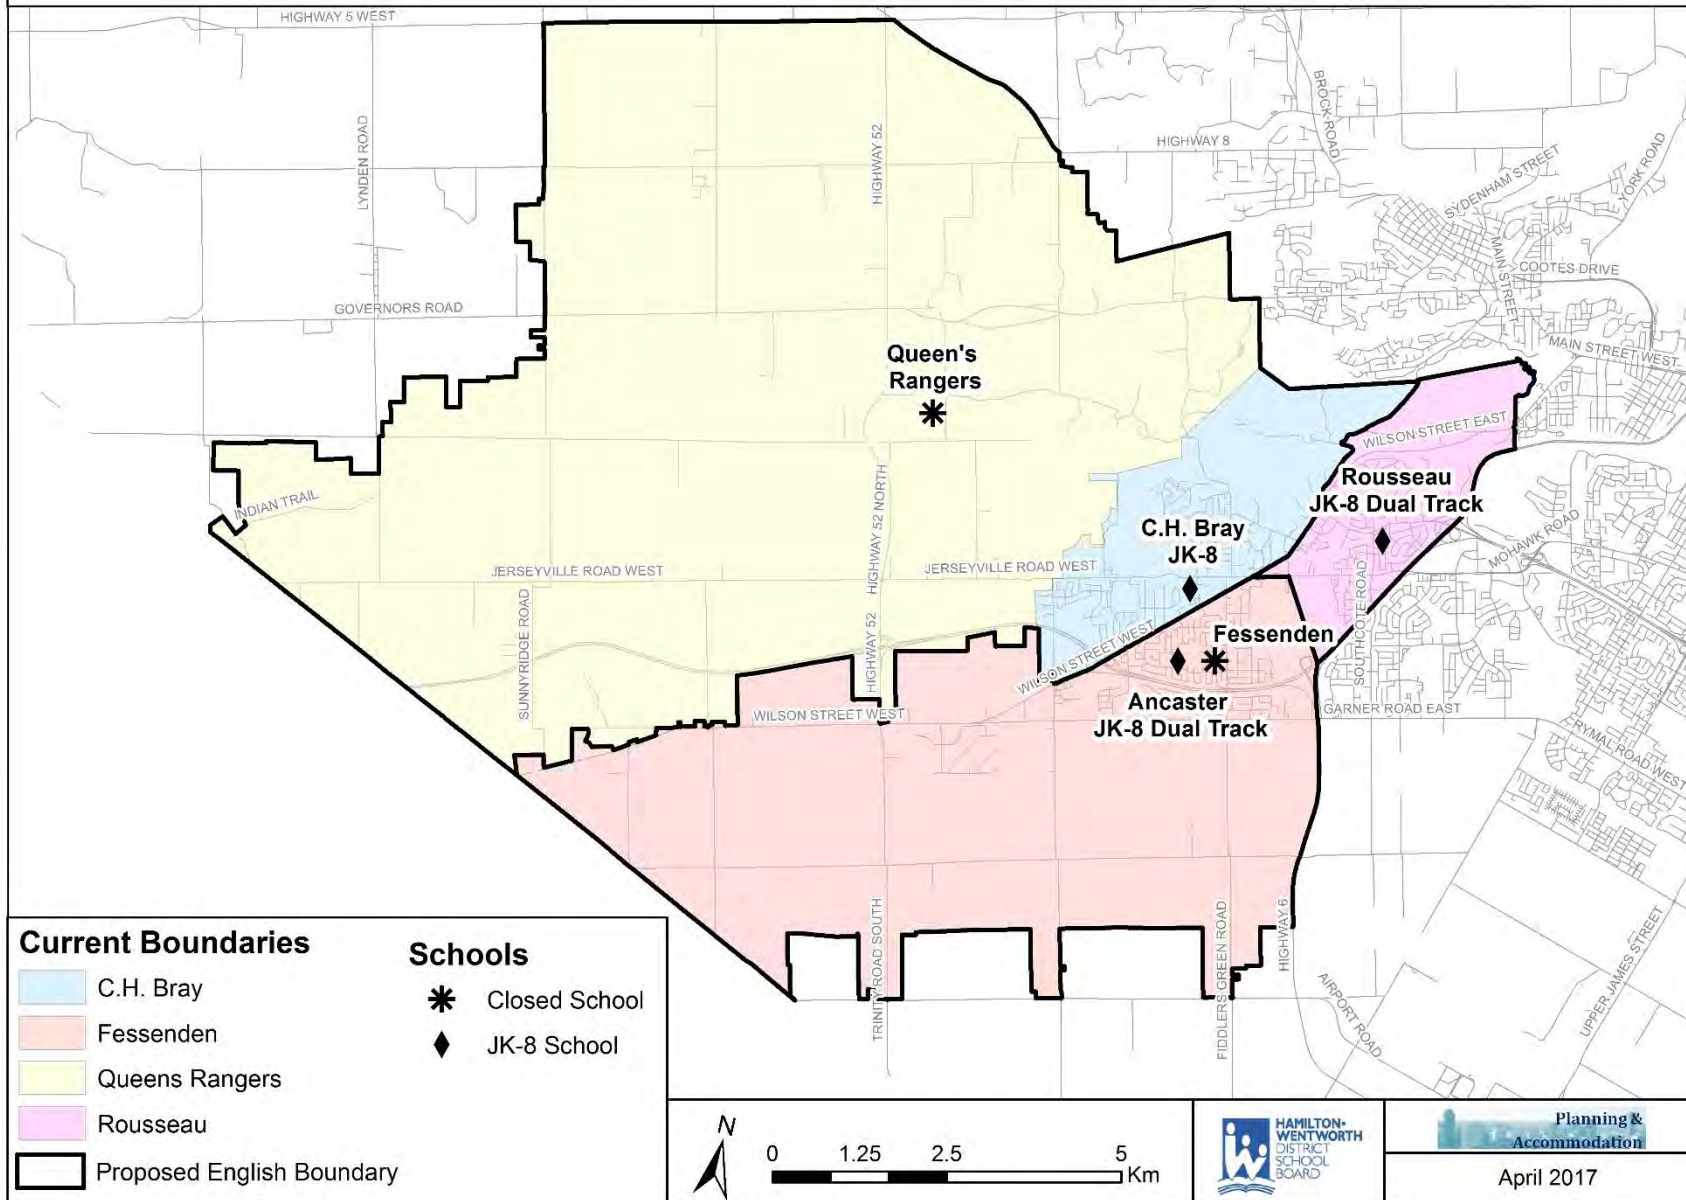 HIGHWAY 5 WEST
BROCK ROAD
HIGHWAY 8
LYNDEN ROAD
HIGHWAY 52
YORK ROAD
SYDENHAM STREET
MAIN STREET
COOTES DRIVE
GOVERNORS ROAD
MAIN STREET WEST
Queen's
Rangers
WILSON STREET EAST
Rousseau
JK-8 Dual Track
INDIAN TRAIL
HIGHWAY 52 NORTH
C.H. Bray
JK-8
MOHAWK ROAD
JERSEYVILLE ROAD WEST
JERSEYVILLE ROAD WEST
SOUTHCOTE ROAD
SUNNYRIDGE ROAD
HIGHWAY 52
Fessenden
WILSON STREET WEST
Ancaster
JK-8 Dual Track
WILSON STREET WEST
GARNER ROAD EAST
RYMAL ROAD WEST
TRINITY ROAD SOUTH
FIDDLERS GREEN ROAD
HIGHWAY 6
AIRPORT ROAD
UPPER JAMES STREET
Current Boundaries
C.H. Bray
Fessenden
Queens Rangers
Rousseau
Proposed English Boundary
Schools
Closed School
JK-8 School
N
0 1.25 2.5 5
Km
HAMILTON-
WENTWORTH
DISTRICT
SCHOOL
BOARD
Planning &
Accommodation
April 2017